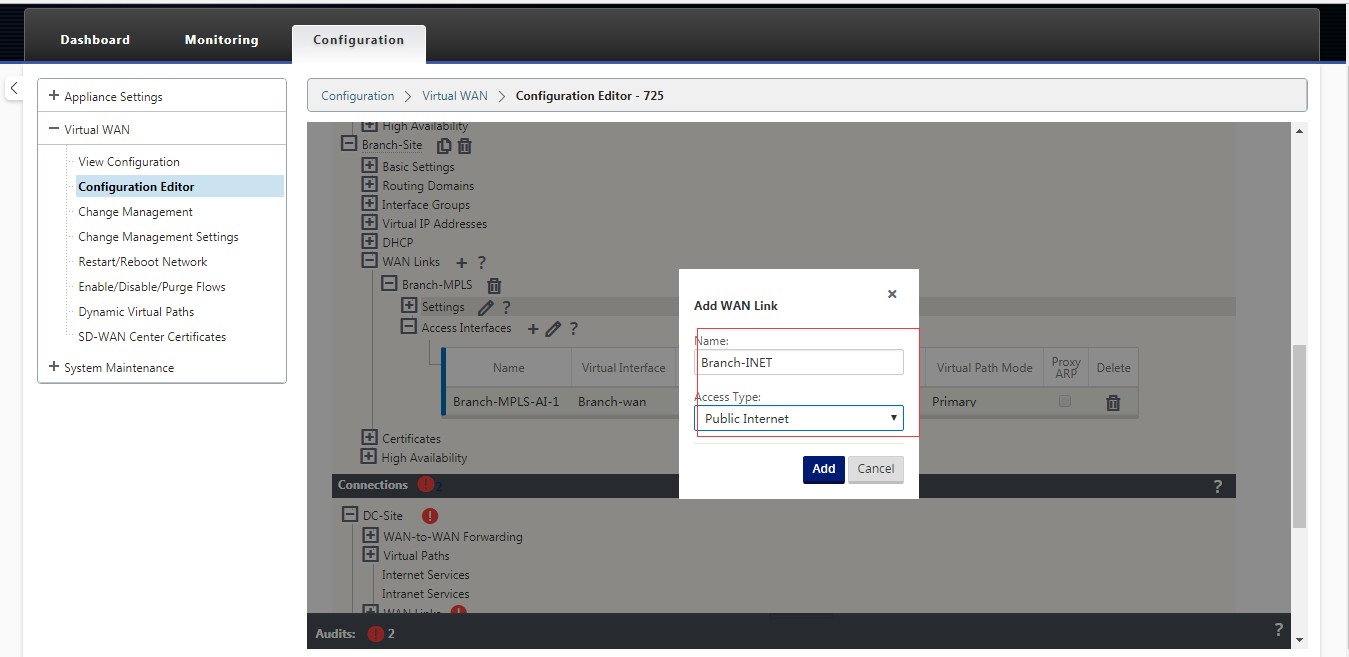 Dashboard Monitoring Configuration
Configuration Virtual WAN Configuration Editor - 725
Appliance Settings
Virtual WAN
View Configuration
Configuration Editor
Change Management
Change Management Settings
Restart/Reboot Network
Enable/Disable/Purge Flows
Dynamic Virtual Paths
SD-WAN Center Certificates
System Maintenance
High Availability
Branch-Site
Basic Settings
Routing Domains
Interface Groups
Virtual IP Addresses
DHCP
WAN Links + ?
Branch-MPLS
Settings ?
Access Interfaces + ?
Name Virtual Interface Virtual Path Mode Proxy ARP Delete
Branch-MPLS-AI-1 Branch-wan Primary
Certificates
High Availability
Connections ! 2 ?
DC-Site !
WAN-to-WAN Forwarding
Virtual Paths
Internet Services
Intranet Services
WAN Links !
Audits: ! 2 ?
Add WAN Link
Name:
Branch-INET
Access Type:
Public Internet
Add Cancel